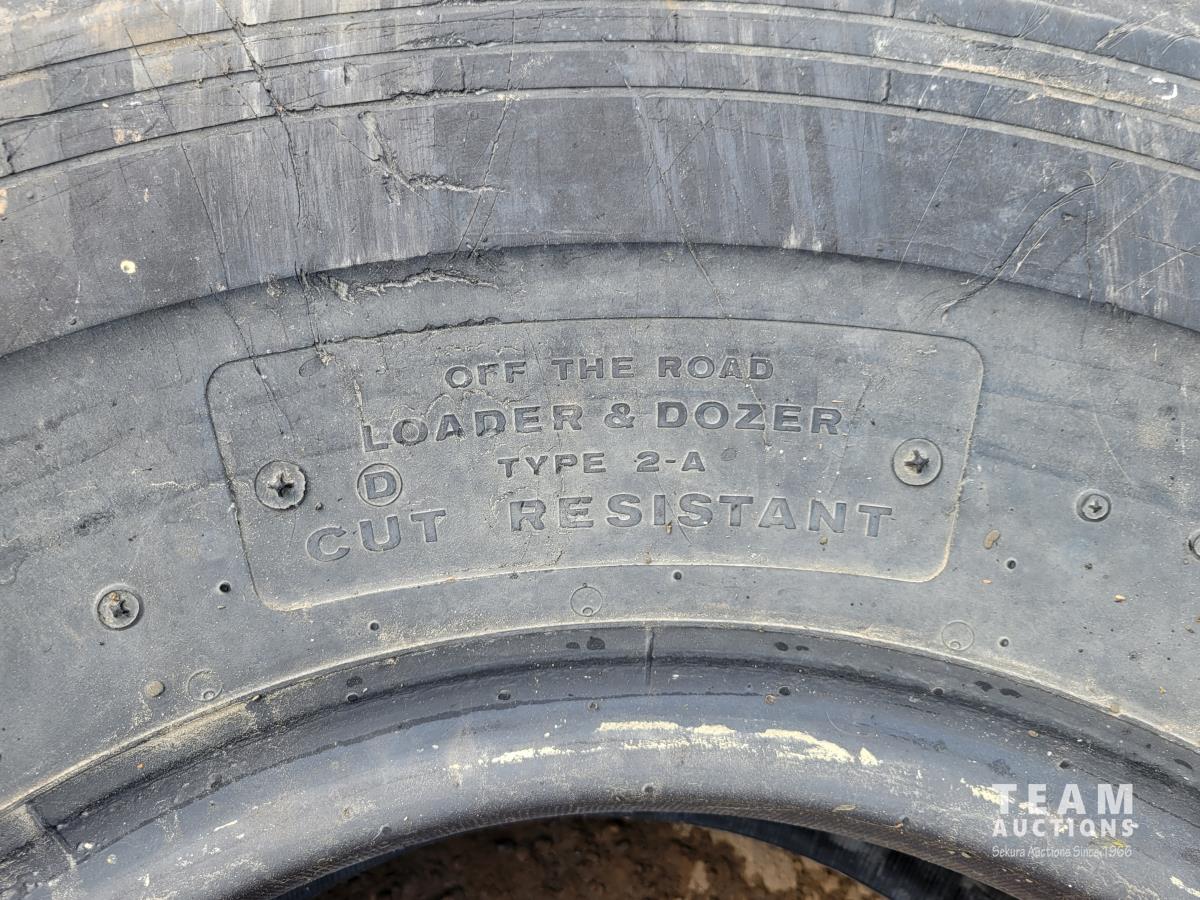 OFF THE ROAD
LOADER & DOZER
TYPE 2-A
D
CUT RESISTANT
TEAM
AUCTIONS
Sekura Auctions Since 1966